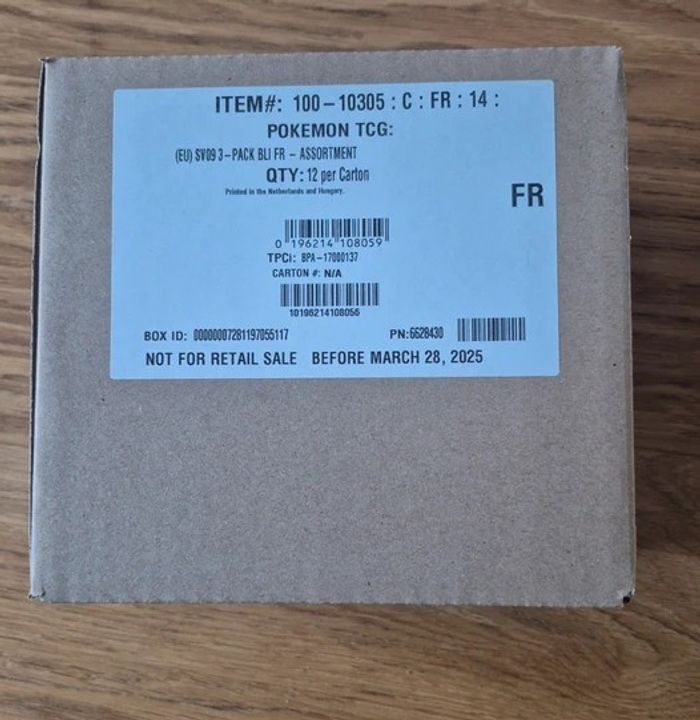 ITEM#: 100-10305 : C : FR : 14 :
POKEMON TCG:
(EU) SV09 3-PACK BLI FR - ASSORTMENT
QTY: 12 per Carton
Printed in the Netherlands and Hungary.
FR
0 196214 108059
TPCi: BPA-17000137
CARTON #: N/A
10196214108056
BOX ID: 00000007281197055117 PN:6628430
NOT FOR RETAIL SALE BEFORE MARCH 28, 2025